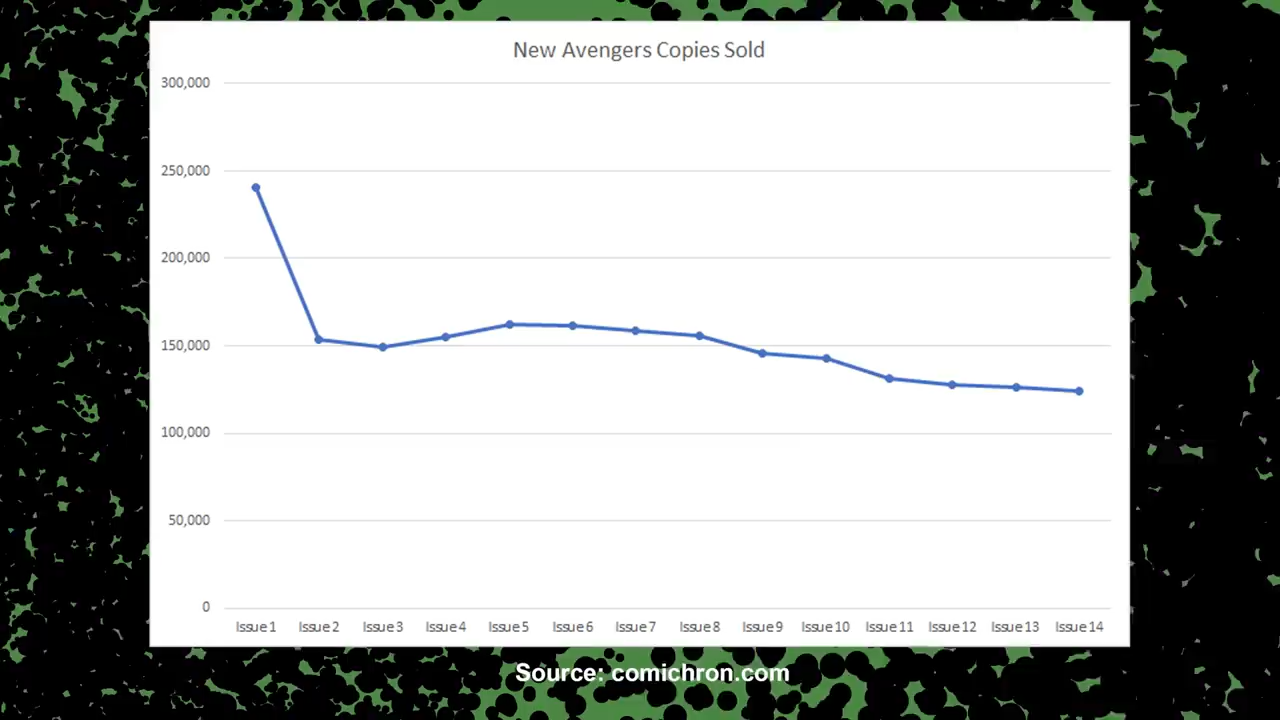 New Avengers Copies Sold
300,000
250,000
200,000
150,000
100,000
50,000
0
Issue 1 Issue 2 Issue 3 Issue 4 Issue 5 Issue 6 Issue 7 Issue 8 Issue 9 Issue 10 Issue 11 Issue 12 Issue 13 Issue 14
Source: comichron.com